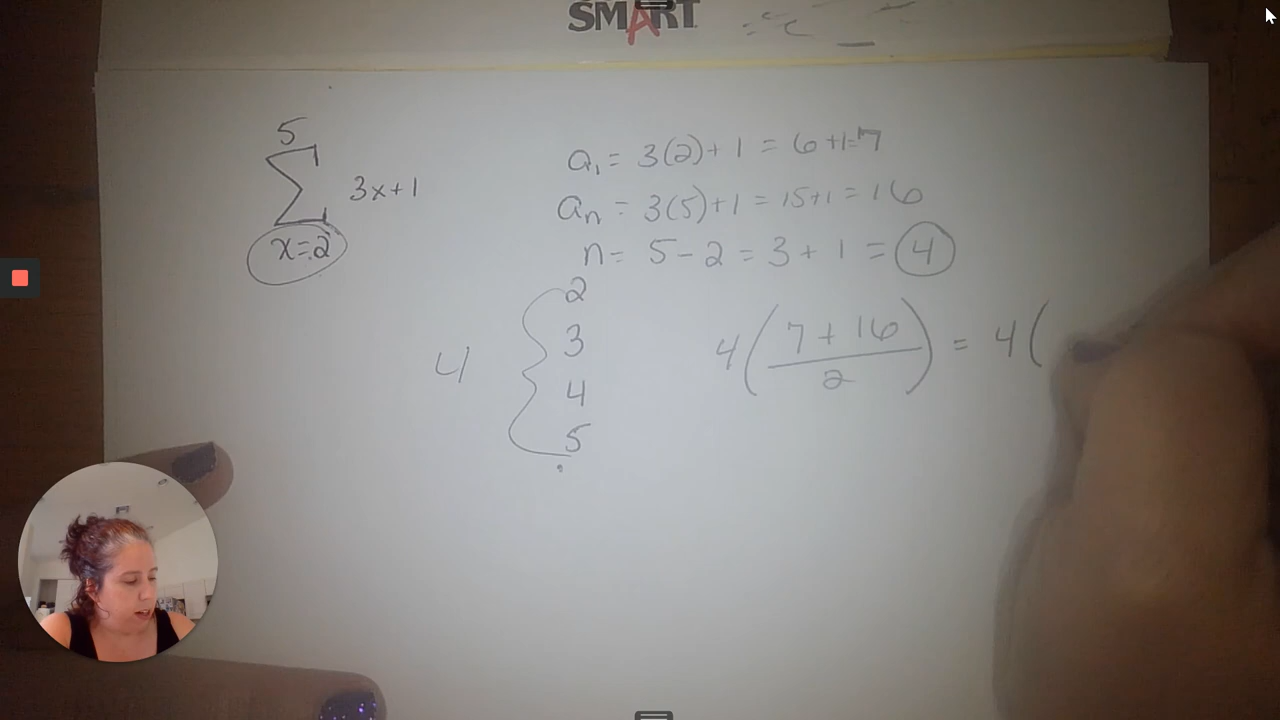 SMART
5
Σ 3x+1
x=2
a₁ = 3(2)+1 = 6+1=7
aₙ = 3(5)+1 = 15+1 = 16
n= 5-2 = 3+1 = 4
4 { 2
3
4
5
4(7+16/2) = 4(